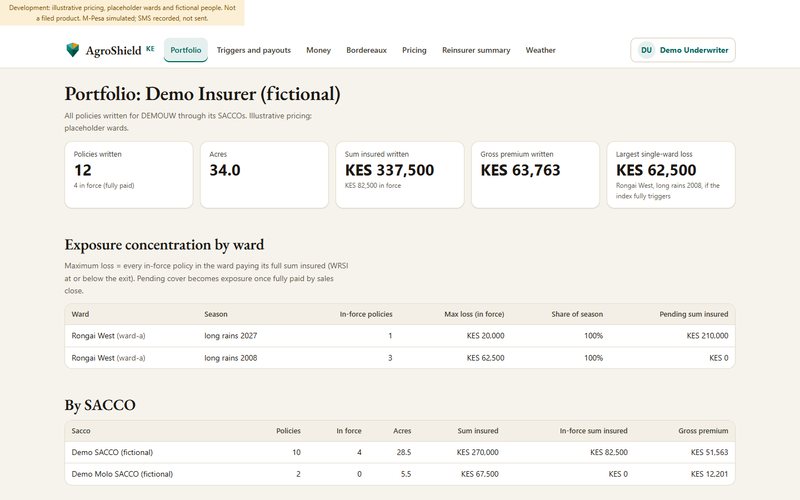 Development: illustrative pricing, placeholder wards and fictional people. Not
a filed product. M-Pesa simulated; SMS recorded, not sent.
AgroShield KE Portfolio Triggers and payouts Money Bordereaux Pricing Reinsurer summary Weather DU Demo Underwriter
Portfolio: Demo Insurer (fictional)
All policies written for DEMOUW through its SACCOs. Illustrative pricing;
placeholder wards.
Policies written
12
4 in force (fully paid)
Acres
34.0
Sum insured written
KES 337,500
KES 82,500 in force
Gross premium written
KES 63,763
Largest single-ward loss
KES 62,500
Rongai West, long rains 2008, if the
index fully triggers
Exposure concentration by ward
Maximum loss = every in-force policy in the ward paying its full sum insured (WRSI
at or below the exit). Pending cover becomes exposure once fully paid by sales
close.
Ward Season In-force policies Max loss (in force) Share of season Pending sum insured
Rongai West (ward-a) long rains 2027 1 KES 20,000 100% KES 210,000
Rongai West (ward-a) long rains 2008 3 KES 62,500 100% KES 0
By SACCO
Sacco Policies In force Acres Sum insured In-force sum insured Gross premium
Demo SACCO (fictional) 10 4 28.5 KES 270,000 KES 82,500 KES 51,563
Demo Molo SACCO (fictional) 2 0 5.5 KES 67,500 KES 0 KES 12,201